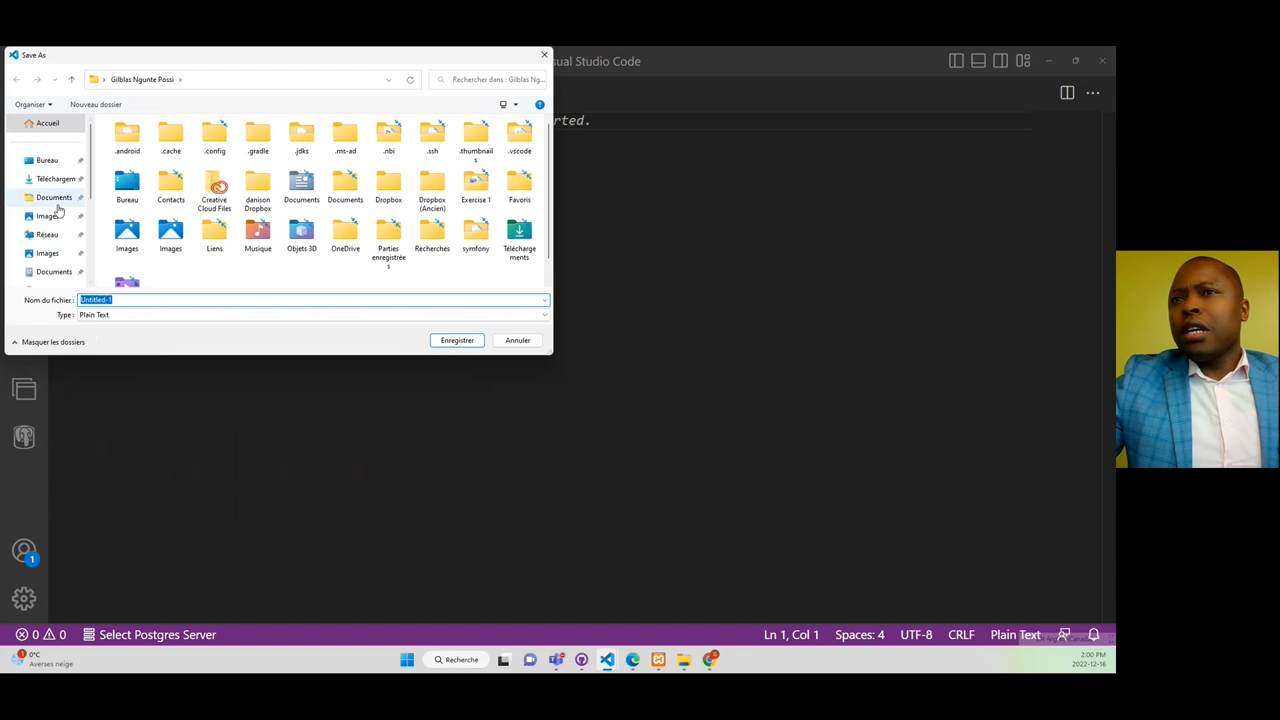 Save As
sual Studio Code
Gilblas Ngunte Possi
Rechercher dans : Gilblas Ng...
Organiser
Nouveau dossier
rted.
Accueil
Bureau
Téléchargem
Documents
Images
Réseau
Images
Documents
.android
.cache
.config
.gradle
.jdks
.ms-ad
.nbi
.ssh
.thumbnails
.vscode
Bureau
Contacts
Creative Cloud Files
danison Dropbox
Documents
Documents
Dropbox
Dropbox (Ancien)
Exercise 1
Favoris
Images
Images
Liens
Musique
Objets 3D
OneDrive
Parties enregistrées
Recherches
symfony
Téléchargements
Nom du fichier : Untitled-1
Type : Plain Text
Masquer les dossiers
Enregistrer
Annuler
1
0 0 Select Postgres Server
Ln 1, Col 1 Spaces: 4 UTF-8 CRLF Plain Text
0°C
Averses neige
Recherche
2:00 PM
2022-12-16